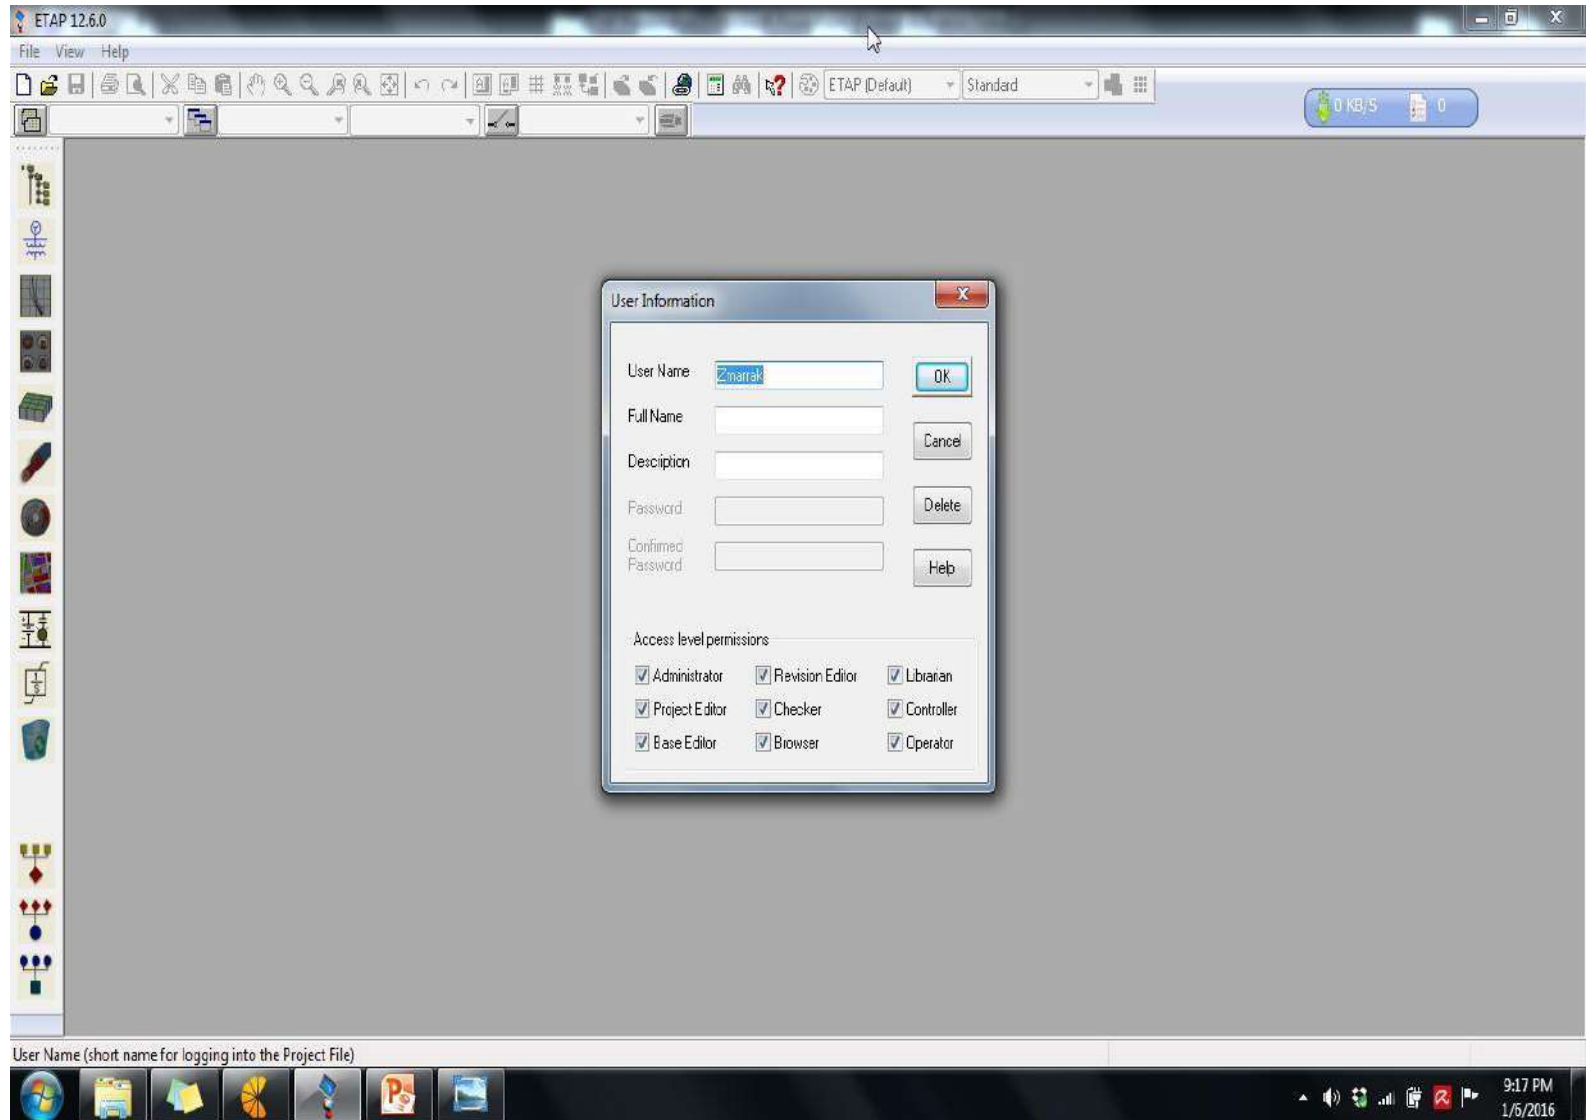 ETAP 12.6.0
File View Help
ETAP (Default) Standard
0 KB/S 0
User Information
User Name Zmarrak OK
Full Name
Cancel
Description
Password Delete
Confirmed
Password Help
Access level permissions
Administrator Revision Editor Librarian
Project Editor Checker Controller
Base Editor Browser Operator
User Name (short name for logging into the Project File)
9:17 PM
1/6/2016